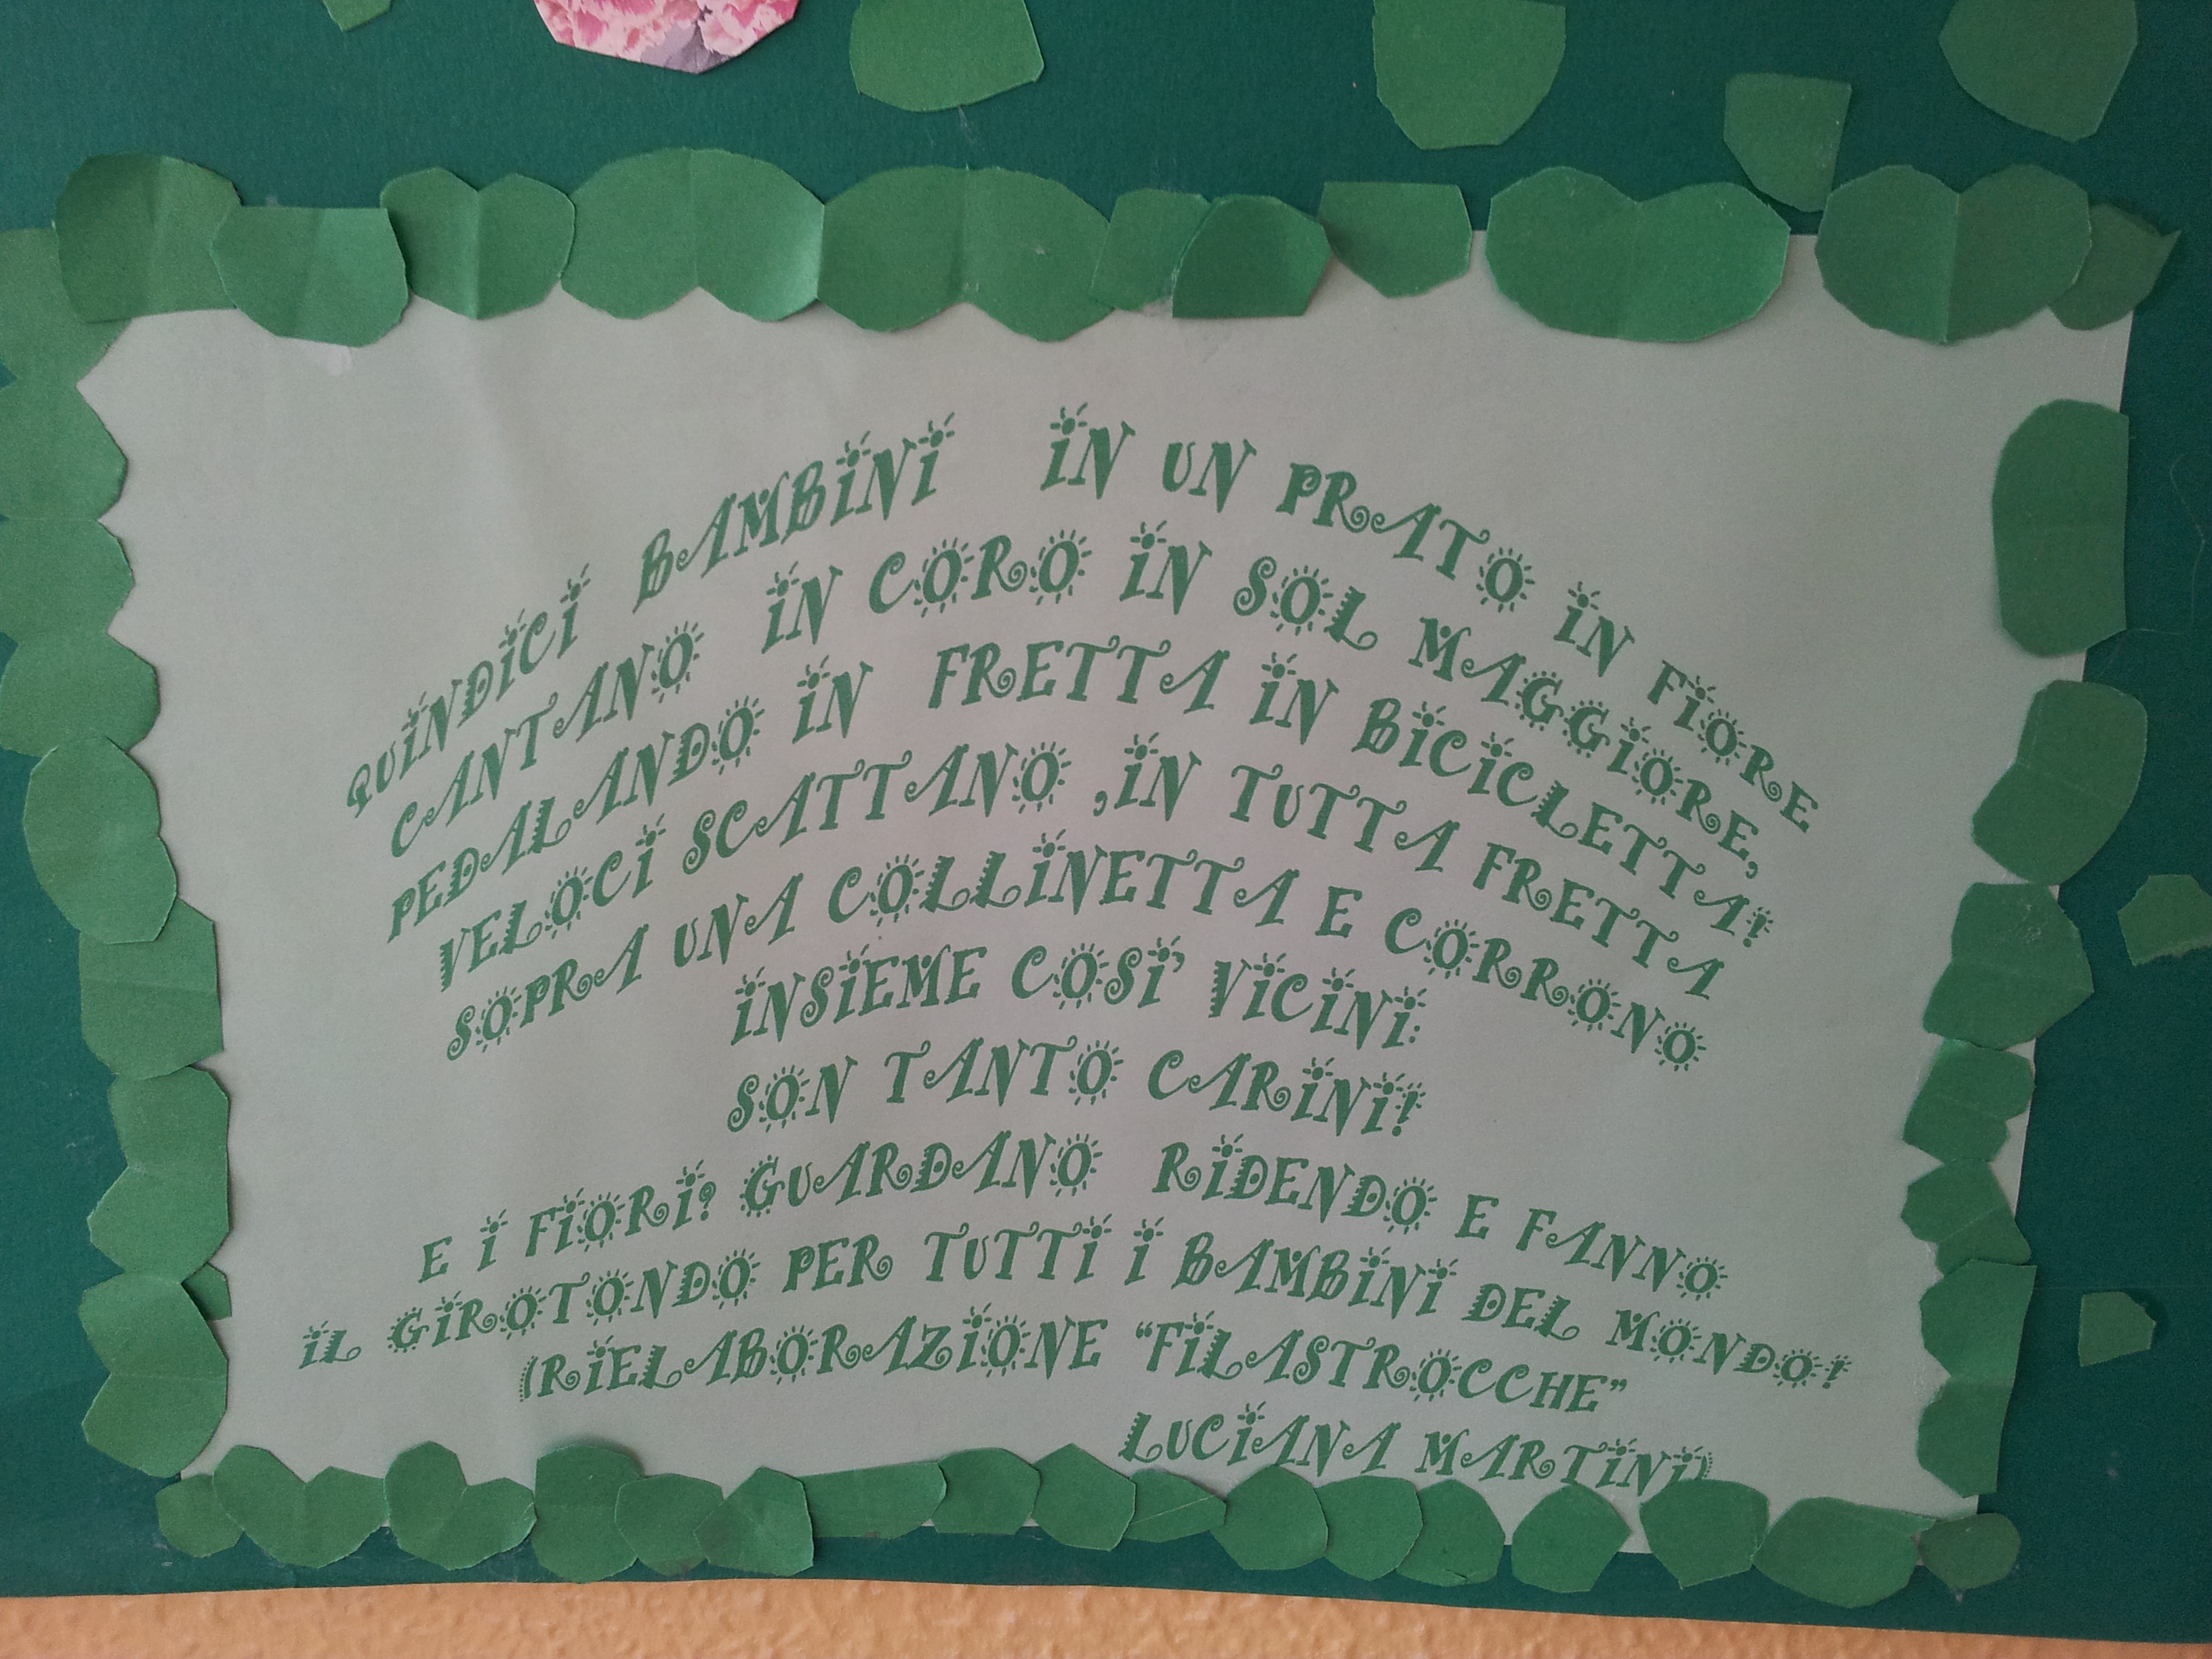 QUINDICI BAMBINI IN UN PRATO IN FIORE
CANTANO IN CORO IN SOL MAGGIORE,
PEDALANDO IN FRETTA IN BICICLETTA!
VELOCI SCATTANO ,IN TUTTA FRETTA
SOPRA UNA COLLINETTA E CORRONO
INSIEME COSI' VICINI:
SON TANTO CARINI!
E I FIORI? GUARDANO RIDENDO E FANNO
IL GIROTONDO PER TUTTI I BAMBINI DEL MONDO!
(RIELABORAZIONE "FILASTROCCHE"
LUCIANA MARTINI)